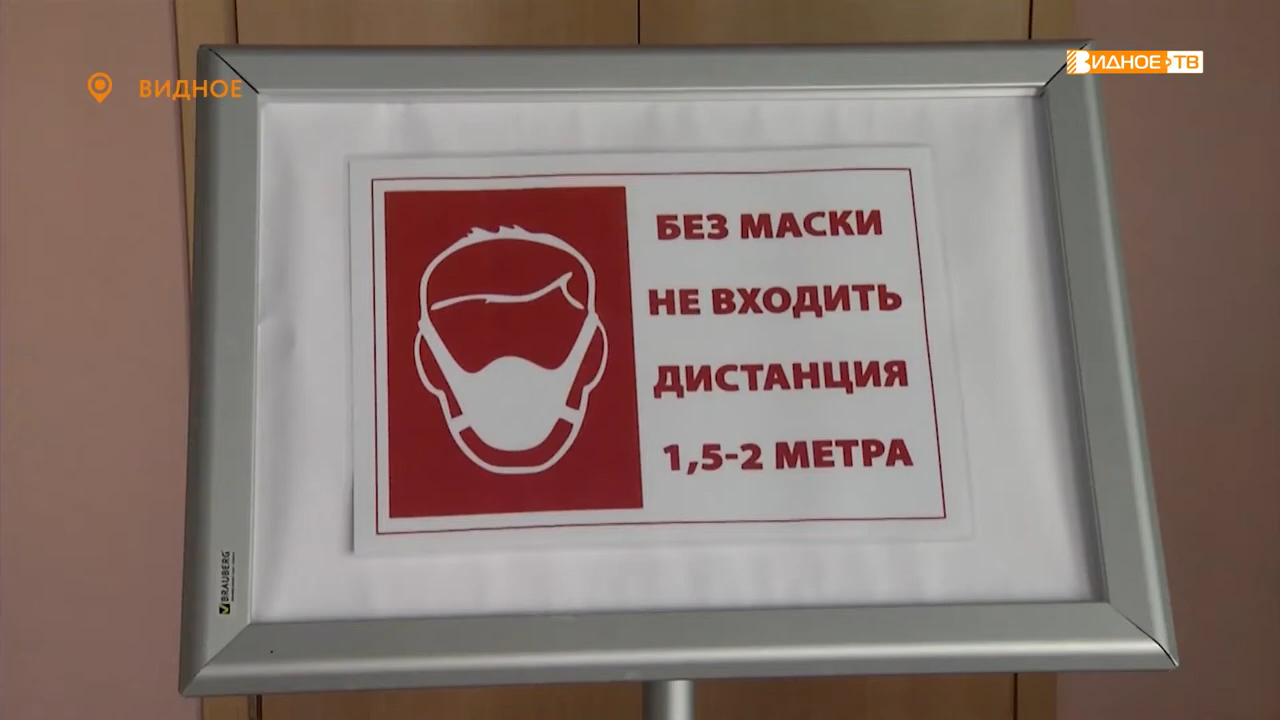 ВИДНОЕ
ВИДНОЕ ТВ
БЕЗ МАСКИ
НЕ ВХОДИТЬ
ДИСТАНЦИЯ
1,5-2 МЕТРА
BRAUBERG